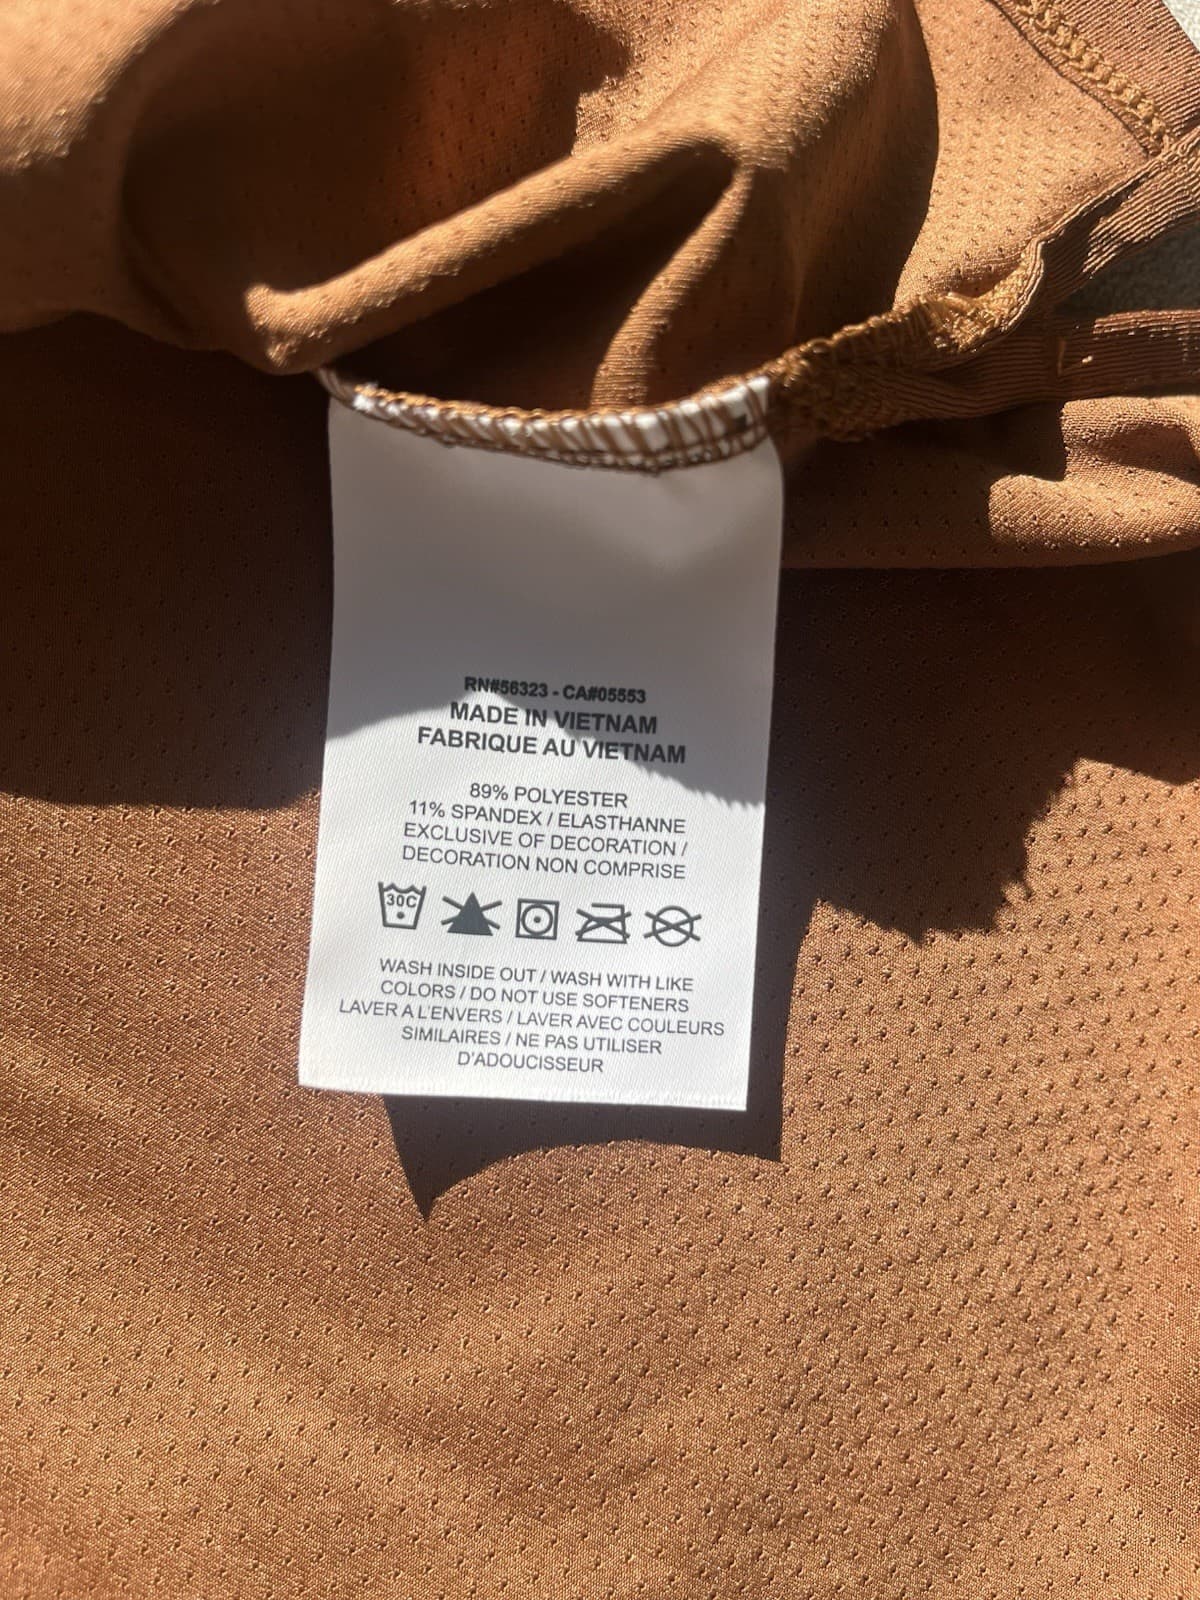 RN#56323 - CA#05553
MADE IN VIETNAM
FABRIQUE AU VIETNAM
89% POLYESTER
11% SPANDEX / ELASTHANNE
EXCLUSIVE OF DECORATION /
DECORATION NON COMPRISE
30C
WASH INSIDE OUT / WASH WITH LIKE
COLORS / DO NOT USE SOFTENERS
LAVER A L'ENVERS / LAVER AVEC COULEURS
SIMILAIRES / NE PAS UTILISER
D'ADOUCISSEUR